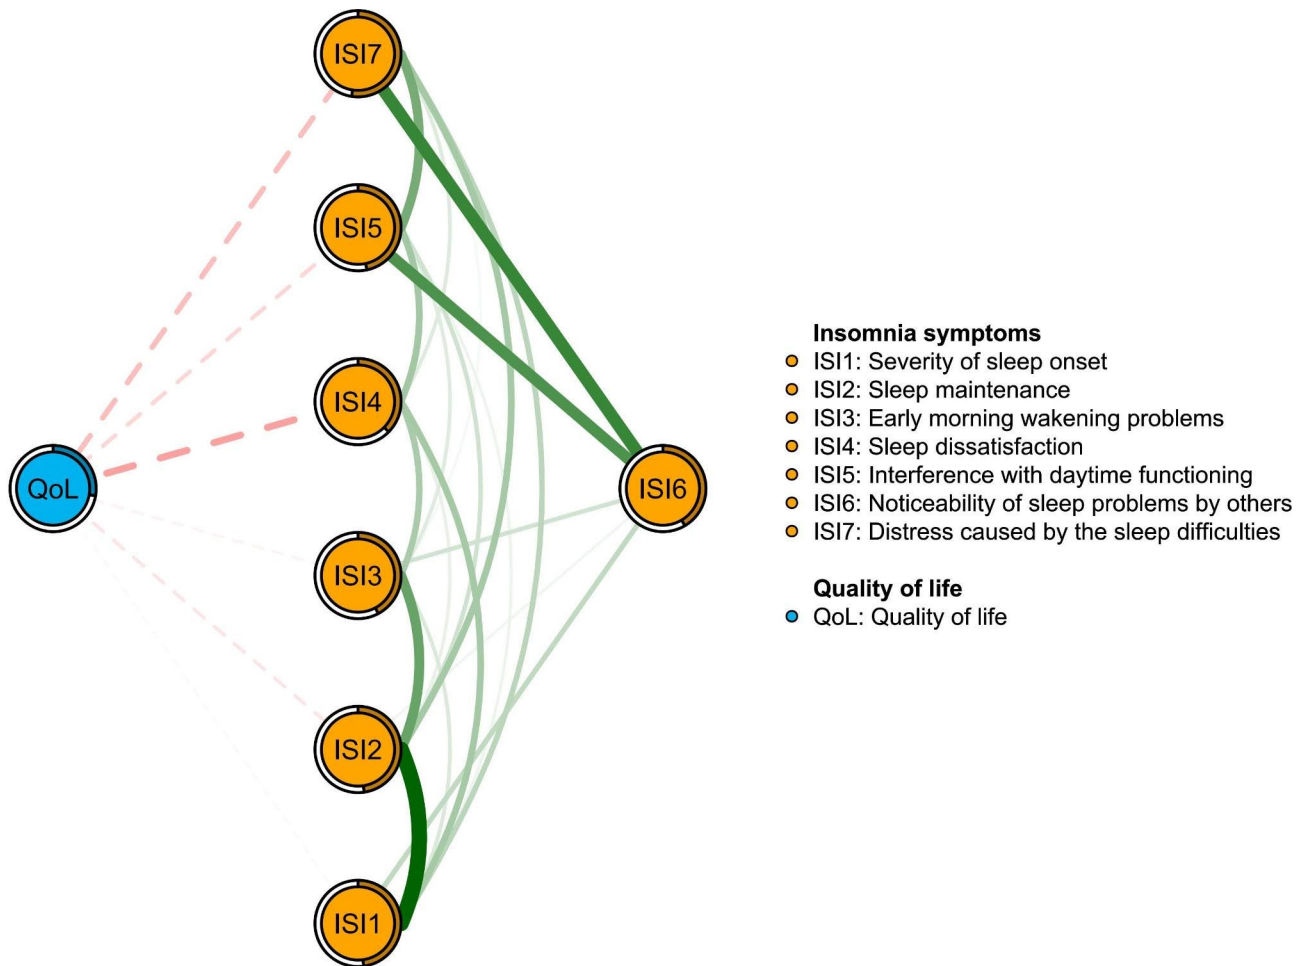 ISI7
ISI5
ISI4
QoL
ISI6
ISI3
ISI2
ISI1
Insomnia symptoms
ISI1: Severity of sleep onset
ISI2: Sleep maintenance
ISI3: Early morning wakening problems
ISI4: Sleep dissatisfaction
ISI5: Interference with daytime functioning
ISI6: Noticeability of sleep problems by others
ISI7: Distress caused by the sleep difficulties
Quality of life
QoL: Quality of life